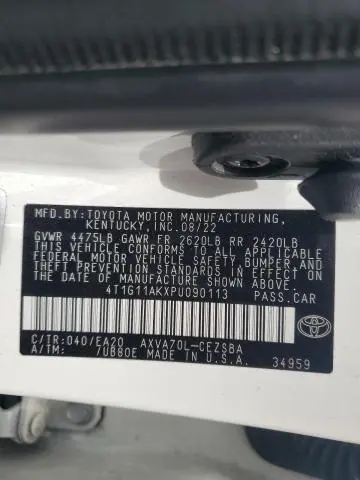 MFD.BY:TOYOTA MOTOR MANUFACTURING,
KENTUCKY,INC.08/22
GVWR 4475LB GAWR FR 2620LB RR 2420LB
THIS VEHICLE CONFORMS TO ALL APPLICABLE
FEDERAL MOTOR VEHICLE SAFETY, BUMPER, AND
THEFT PREVENTION STANDARDS IN EFFECT ON
THE DATE OF MANUFACTURE SHOWN ABOVE.
4T1G11AKXPU090113 PASS.CAR
C/TR:040/EA20 AXVA70L-CEZSBA
A/TM: 7UB80E MADE IN U.S.A. 34959